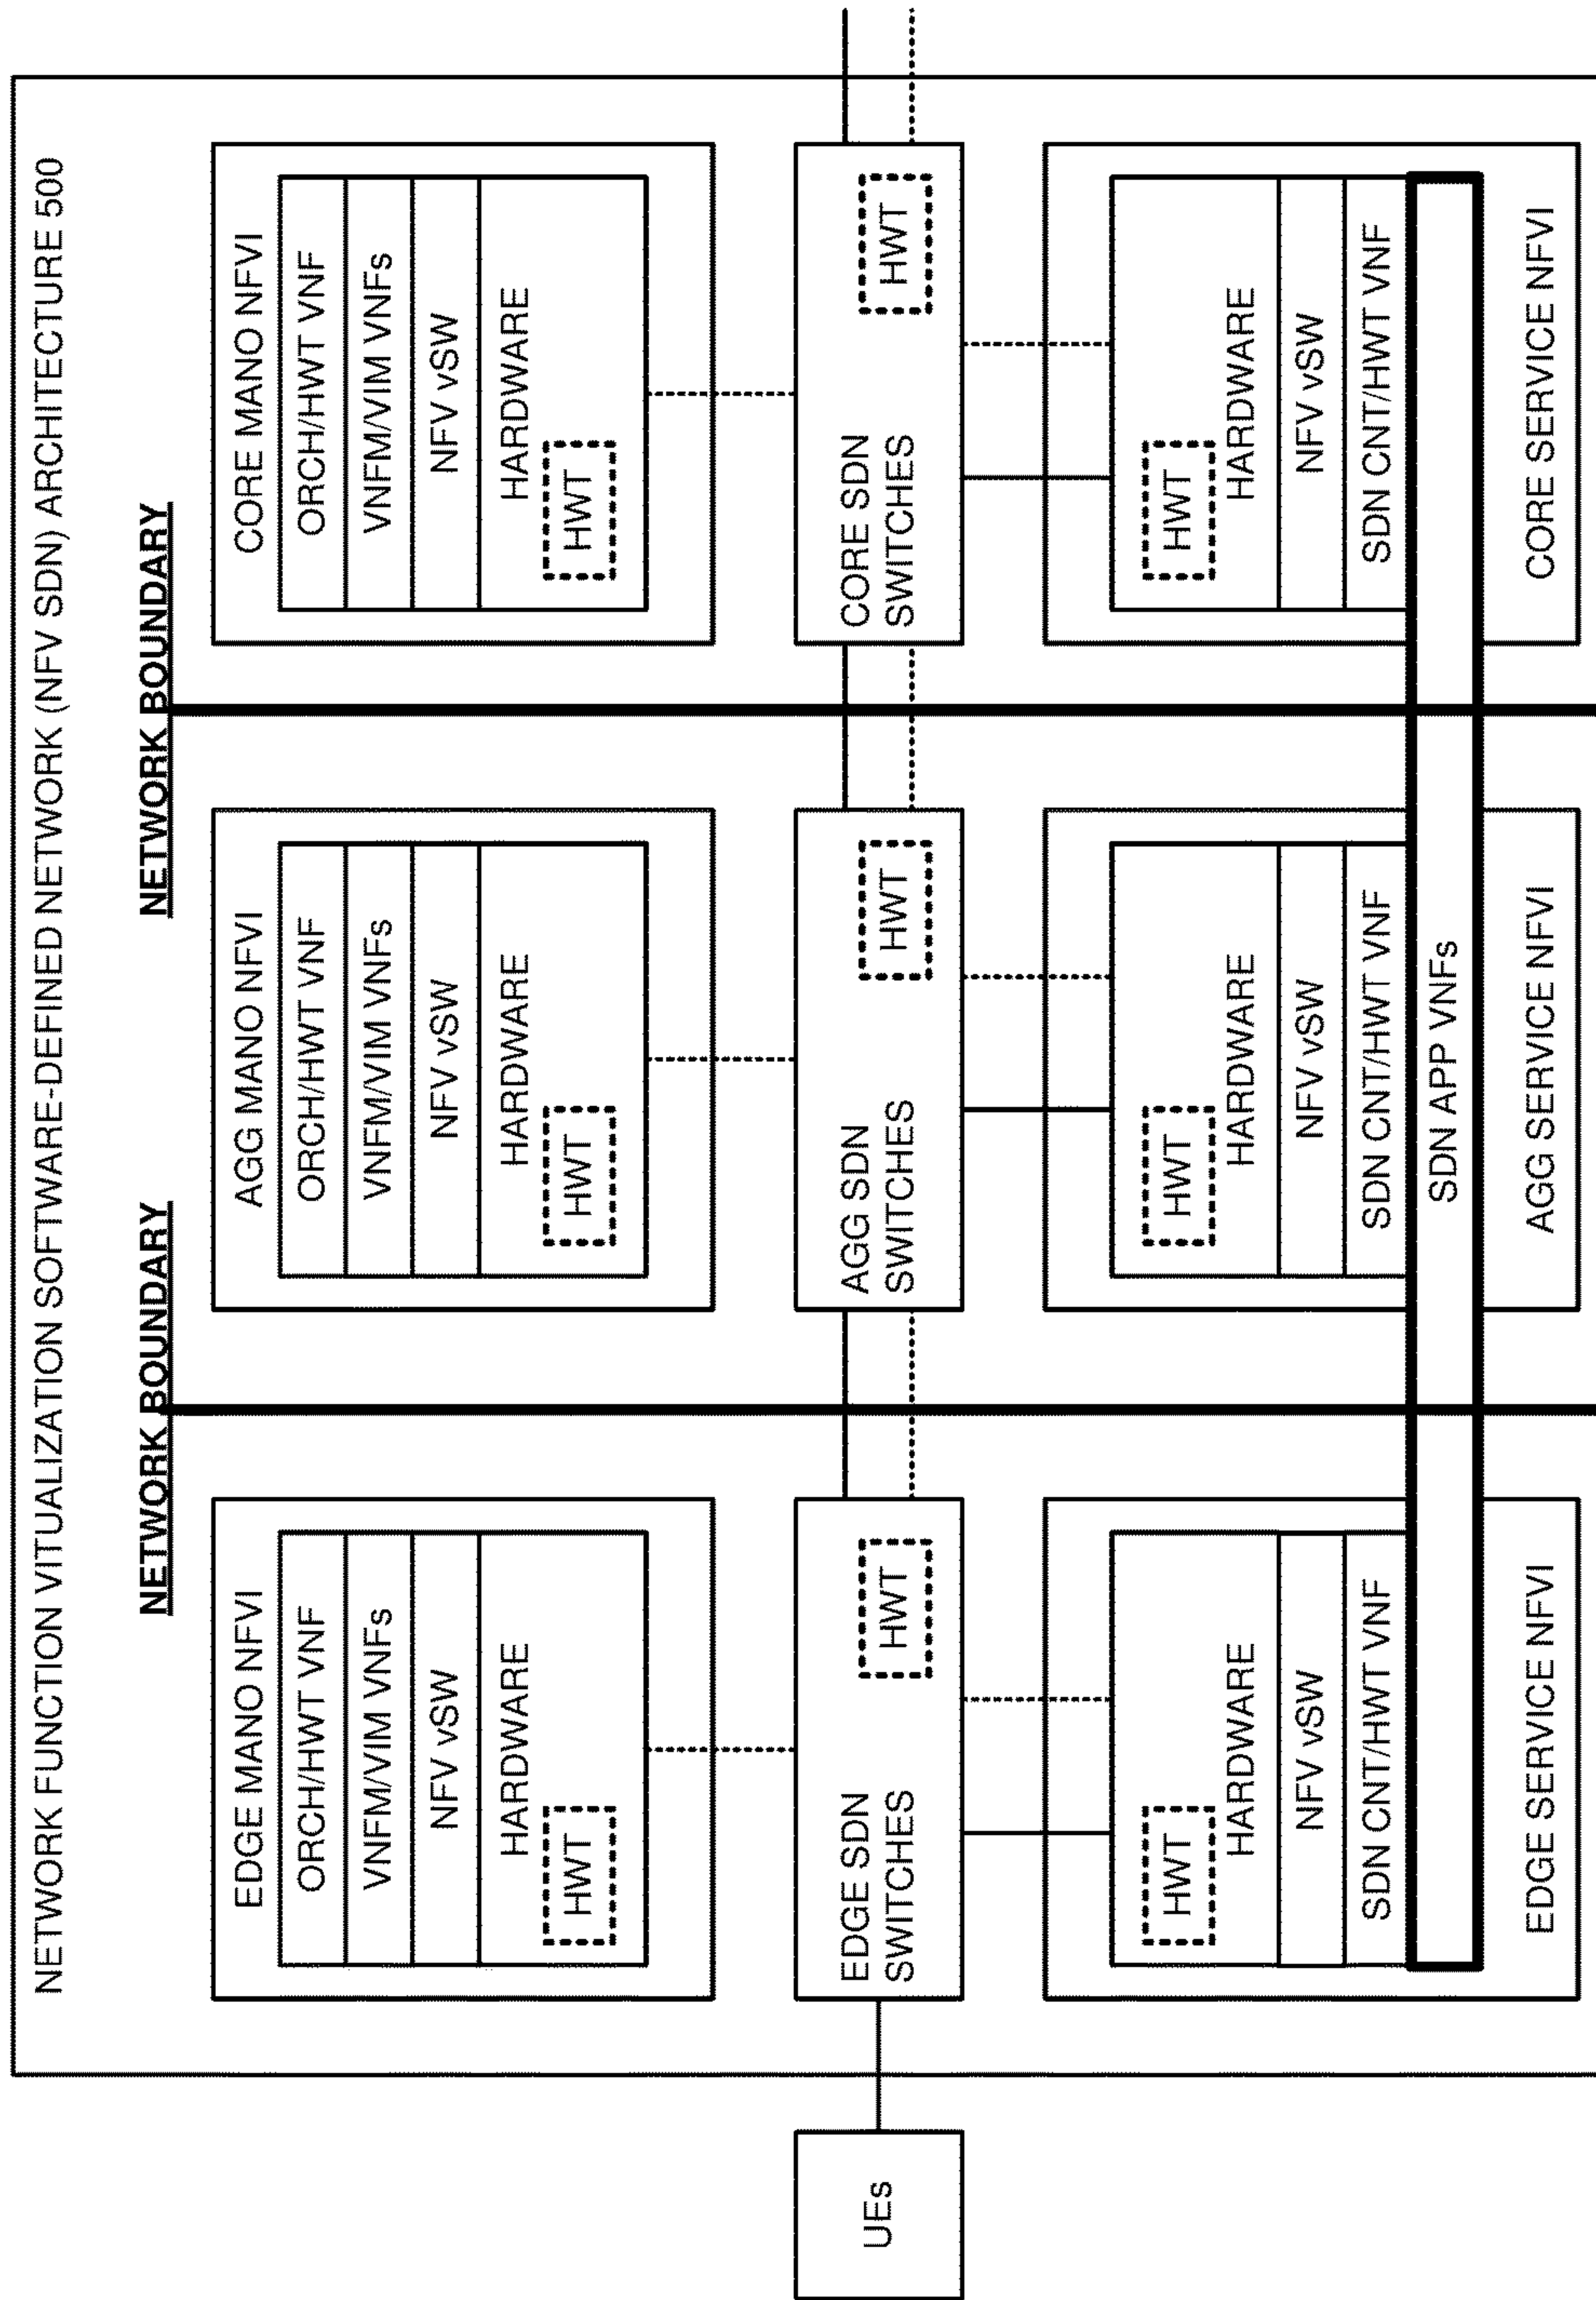 NETWORK FUNCTION VITUALIZATION SOFTWARE-DEFINED NETWORK (NFV SDN) ARCHITECTURE 500
NETWORK BOUNDARY
NETWORK BOUNDARY
EDGE MANO NFVI
ORCH/HWT VNF
VNFM/VIM VNFs
NFV vSW
HARDWARE
HWT
AGG MANO NFVI
ORCH/HWT VNF
VNFM/VIM VNFs
NFV vSW
HARDWARE
HWT
CORE MANO NFVI
ORCH/HWT VNF
VNFM/VIM VNFs
NFV vSW
HARDWARE
HWT
UEs
EDGE SDN
SWITCHES
HWT
AGG SDN
SWITCHES
HWT
CORE SDN
SWITCHES
HWT
HWT
HARDWARE
NFV vSW
SDN CNT/HWT VNF
EDGE SERVICE NFVI
HWT
HARDWARE
NFV vSW
SDN CNT/HWT VNF
SDN APP VNFs
AGG SERVICE NFVI
HWT
HARDWARE
NFV vSW
SDN CNT/HWT VNF
CORE SERVICE NFVI